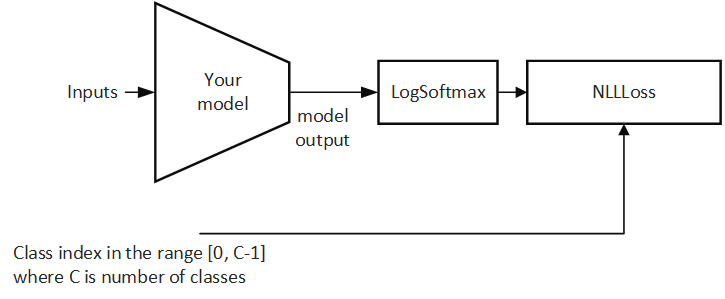 Inputs
Your
model
model
output
LogSoftmax
NLLLoss
Class index in the range [0, C-1]
where C is number of classes